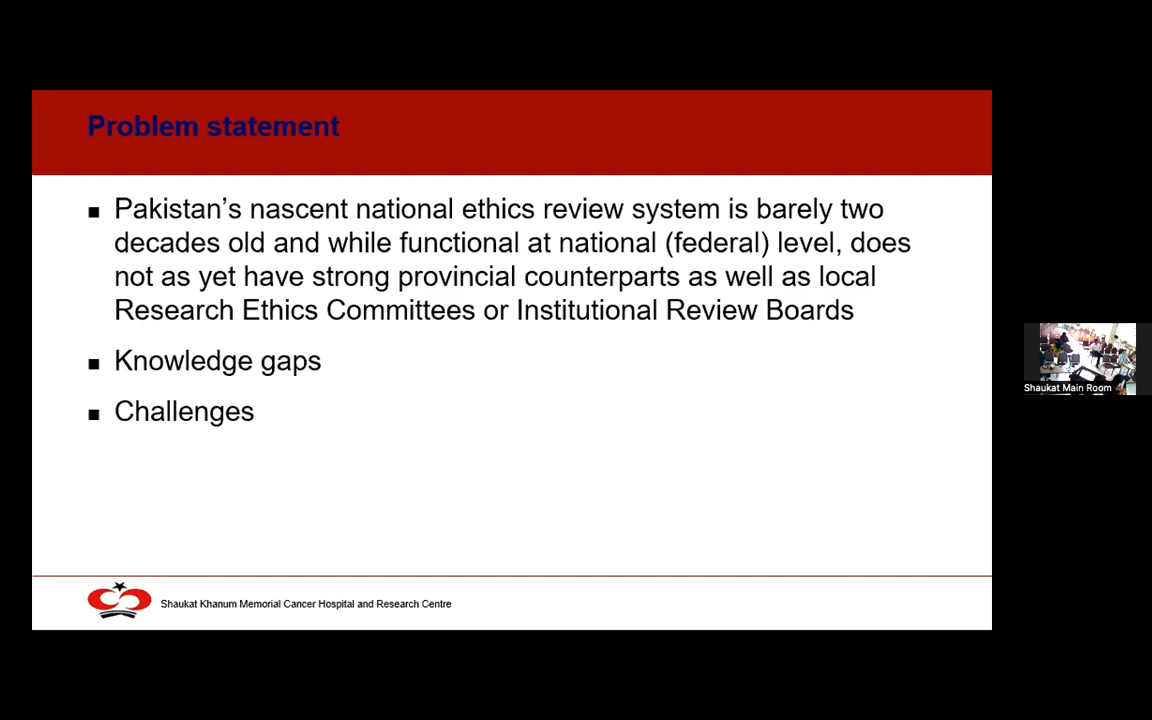 Problem statement
■ Pakistan’s nascent national ethics review system is barely two
decades old and while functional at national (federal) level, does
not as yet have strong provincial counterparts as well as local
Research Ethics Committees or Institutional Review Boards
■ Knowledge gaps
■ Challenges
Shaukat Main Room
Shaukat Khanum Memorial Cancer Hospital and Research Centre